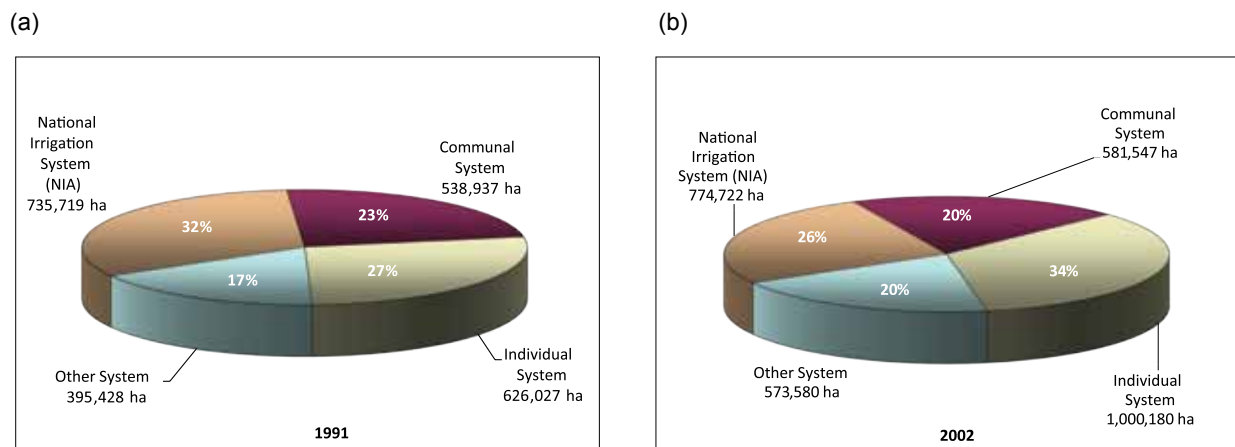 (a)
National
Irrigation
System
(NIA)
735,719 ha
Communal
System
538,937 ha
32%
23%
17%
27%
Other System
395,428 ha
Individual
System
626,027 ha
1991
(b)
Communal
System
581,547 ha
National
Irrigation
System (NIA)
774,722 ha
20%
26%
34%
20%
Other System
573,580 ha
Individual
System
1,000,180 ha
2002